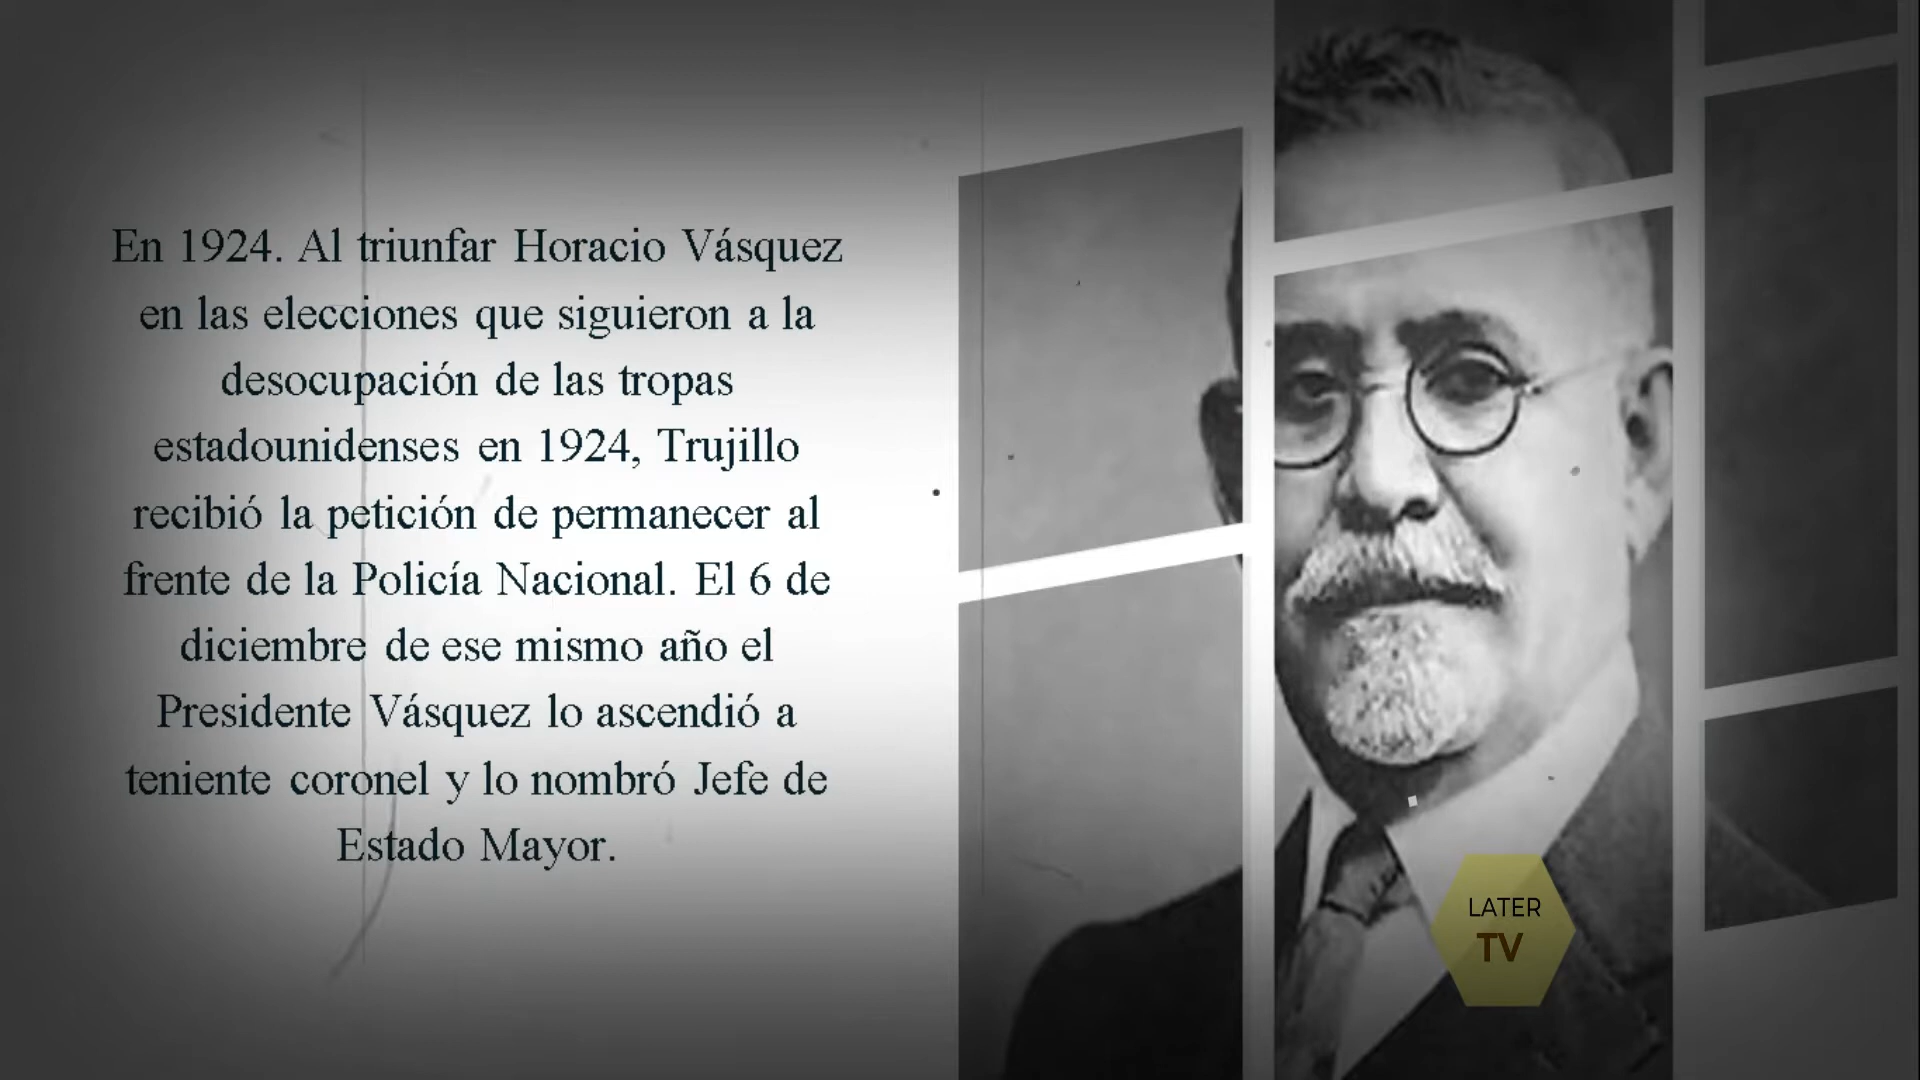 En 1924. Al triunfar Horacio Vásquez
en las elecciones que siguieron a la
desocupación de las tropas
estadounidenses en 1924, Trujillo
recibió la petición de permanecer al
frente de la Policía Nacional. El 6 de
diciembre de ese mismo año el
Presidente Vásquez lo ascendió a
teniente coronel y lo nombró Jefe de
Estado Mayor.
LATER
TV